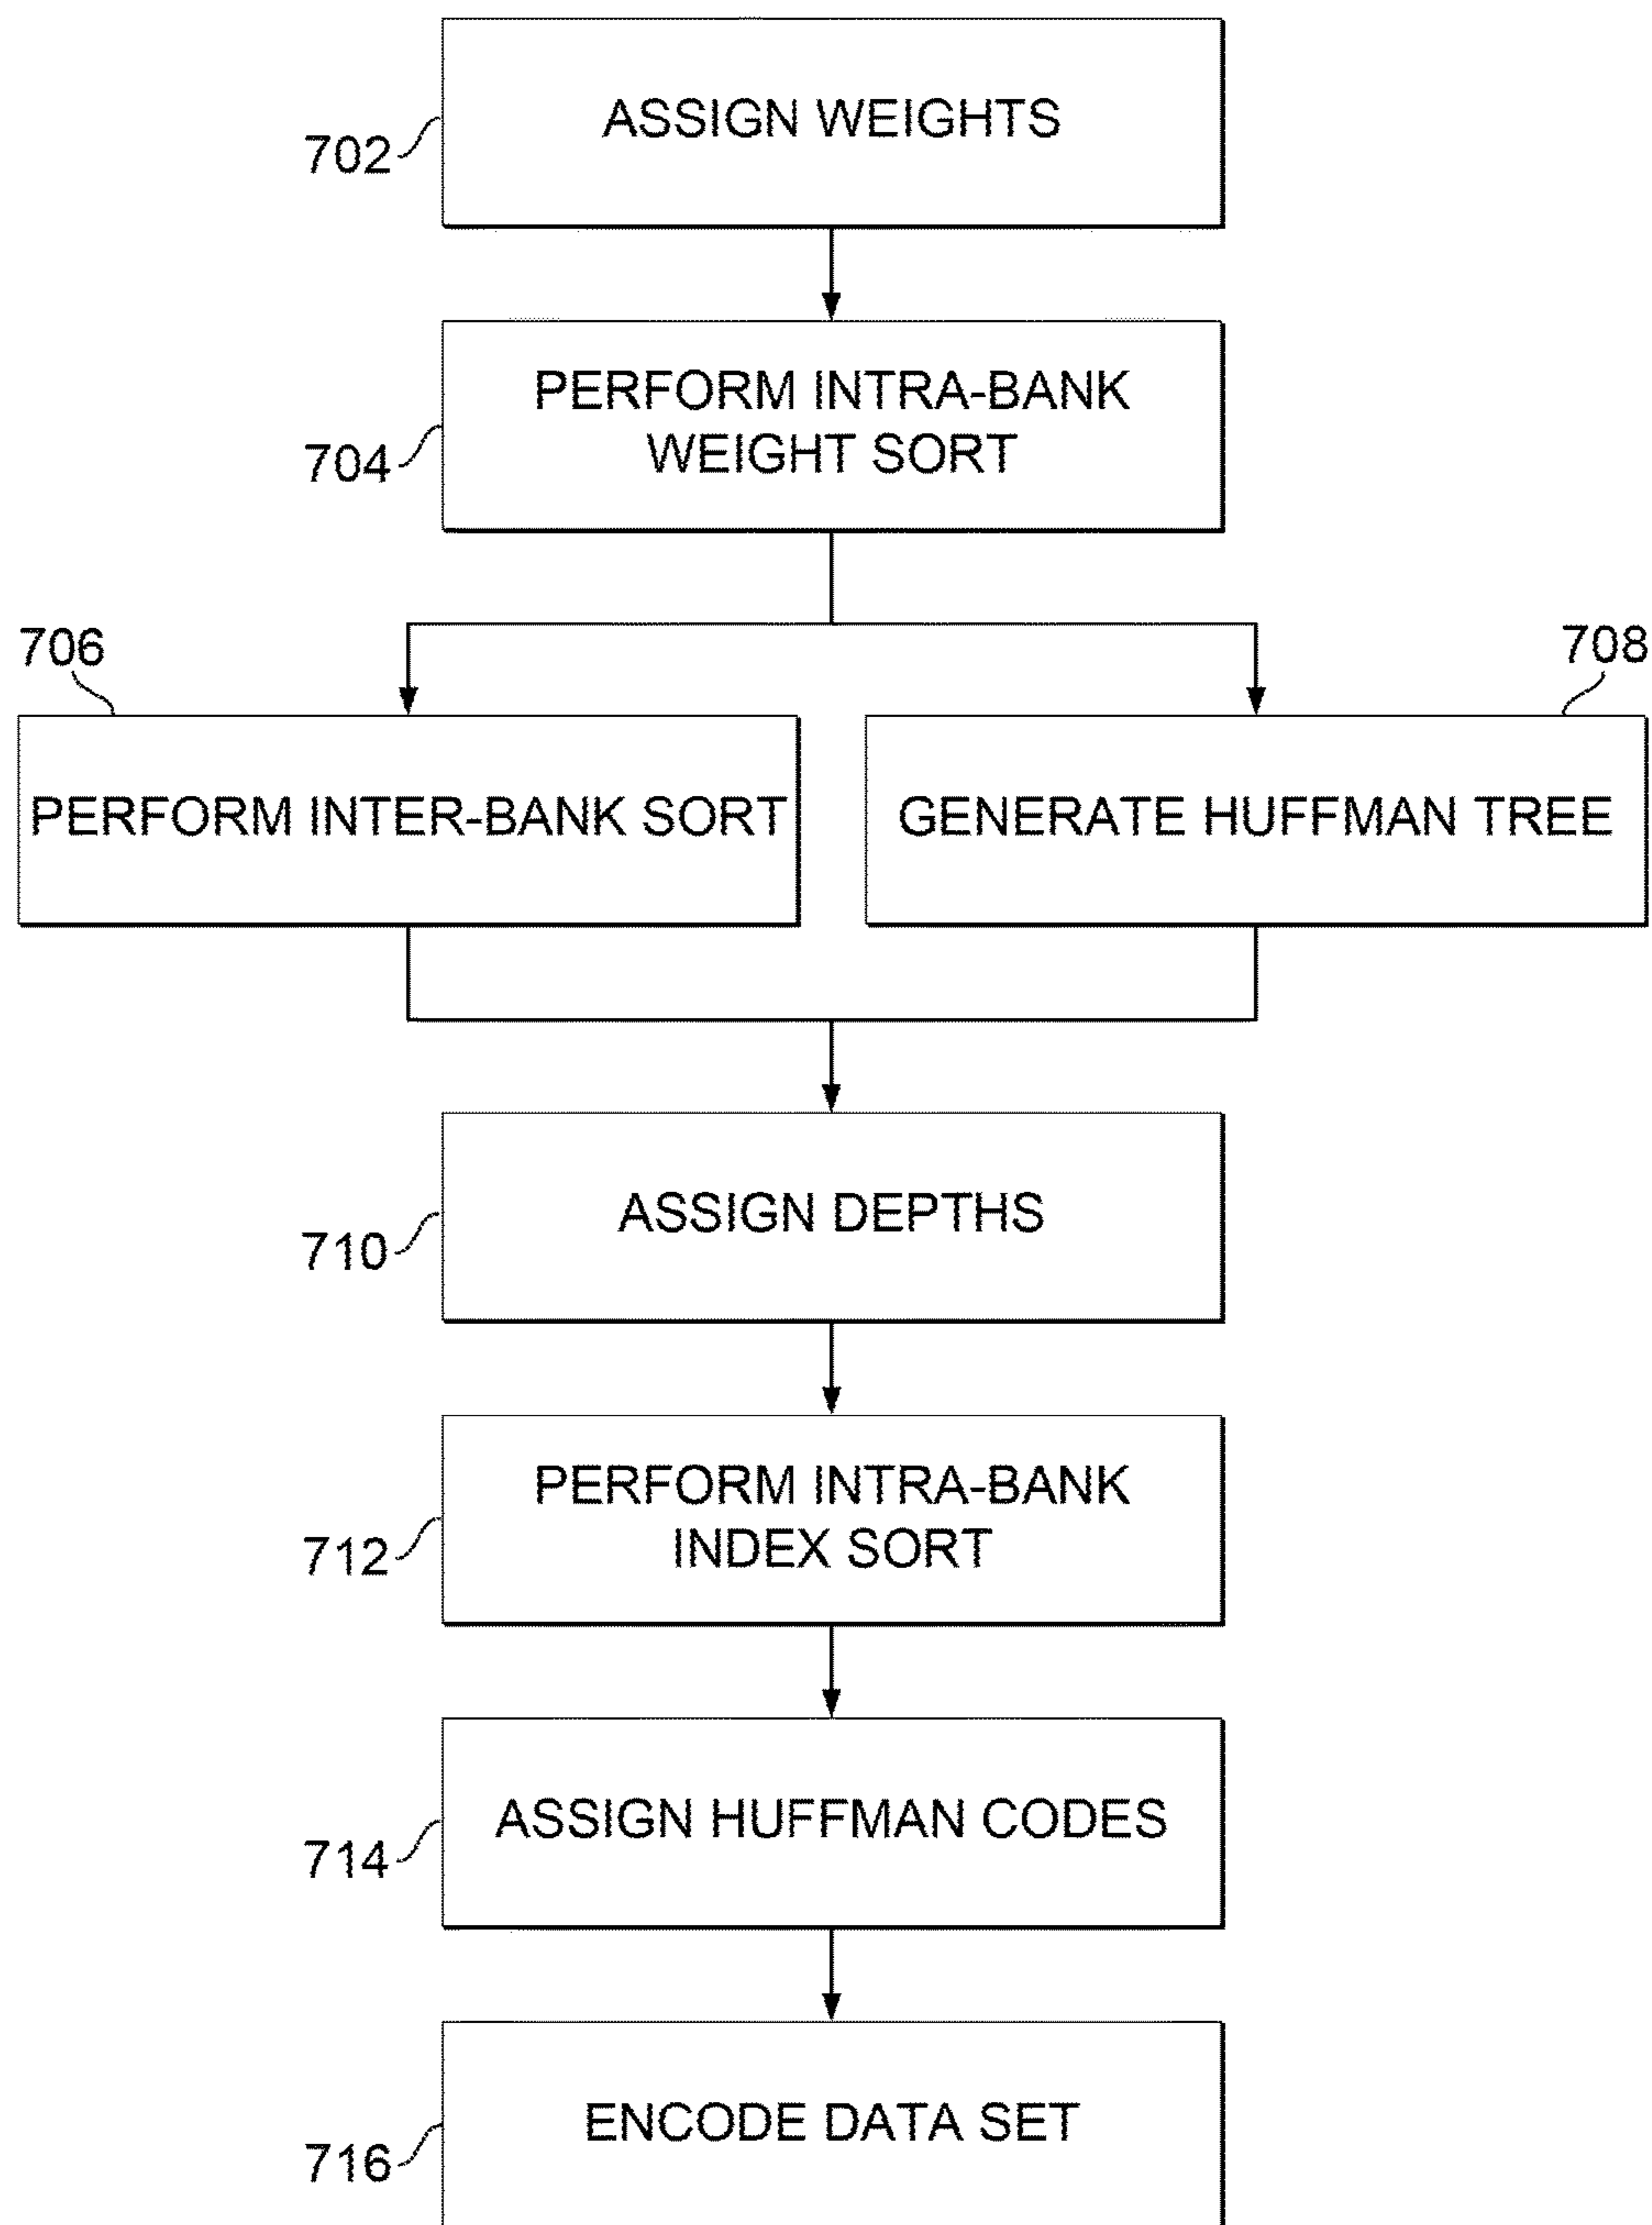 ASSIGN WEIGHTS
702
PERFORM INTRA-BANK
WEIGHT SORT
704
706
708
PERFORM INTER-BANK SORT
GENERATE HUFFMAN TREE
ASSIGN DEPTHS
710
PERFORM INTRA-BANK
INDEX SORT
712
ASSIGN HUFFMAN CODES
714
ENCODE DATA SET
716